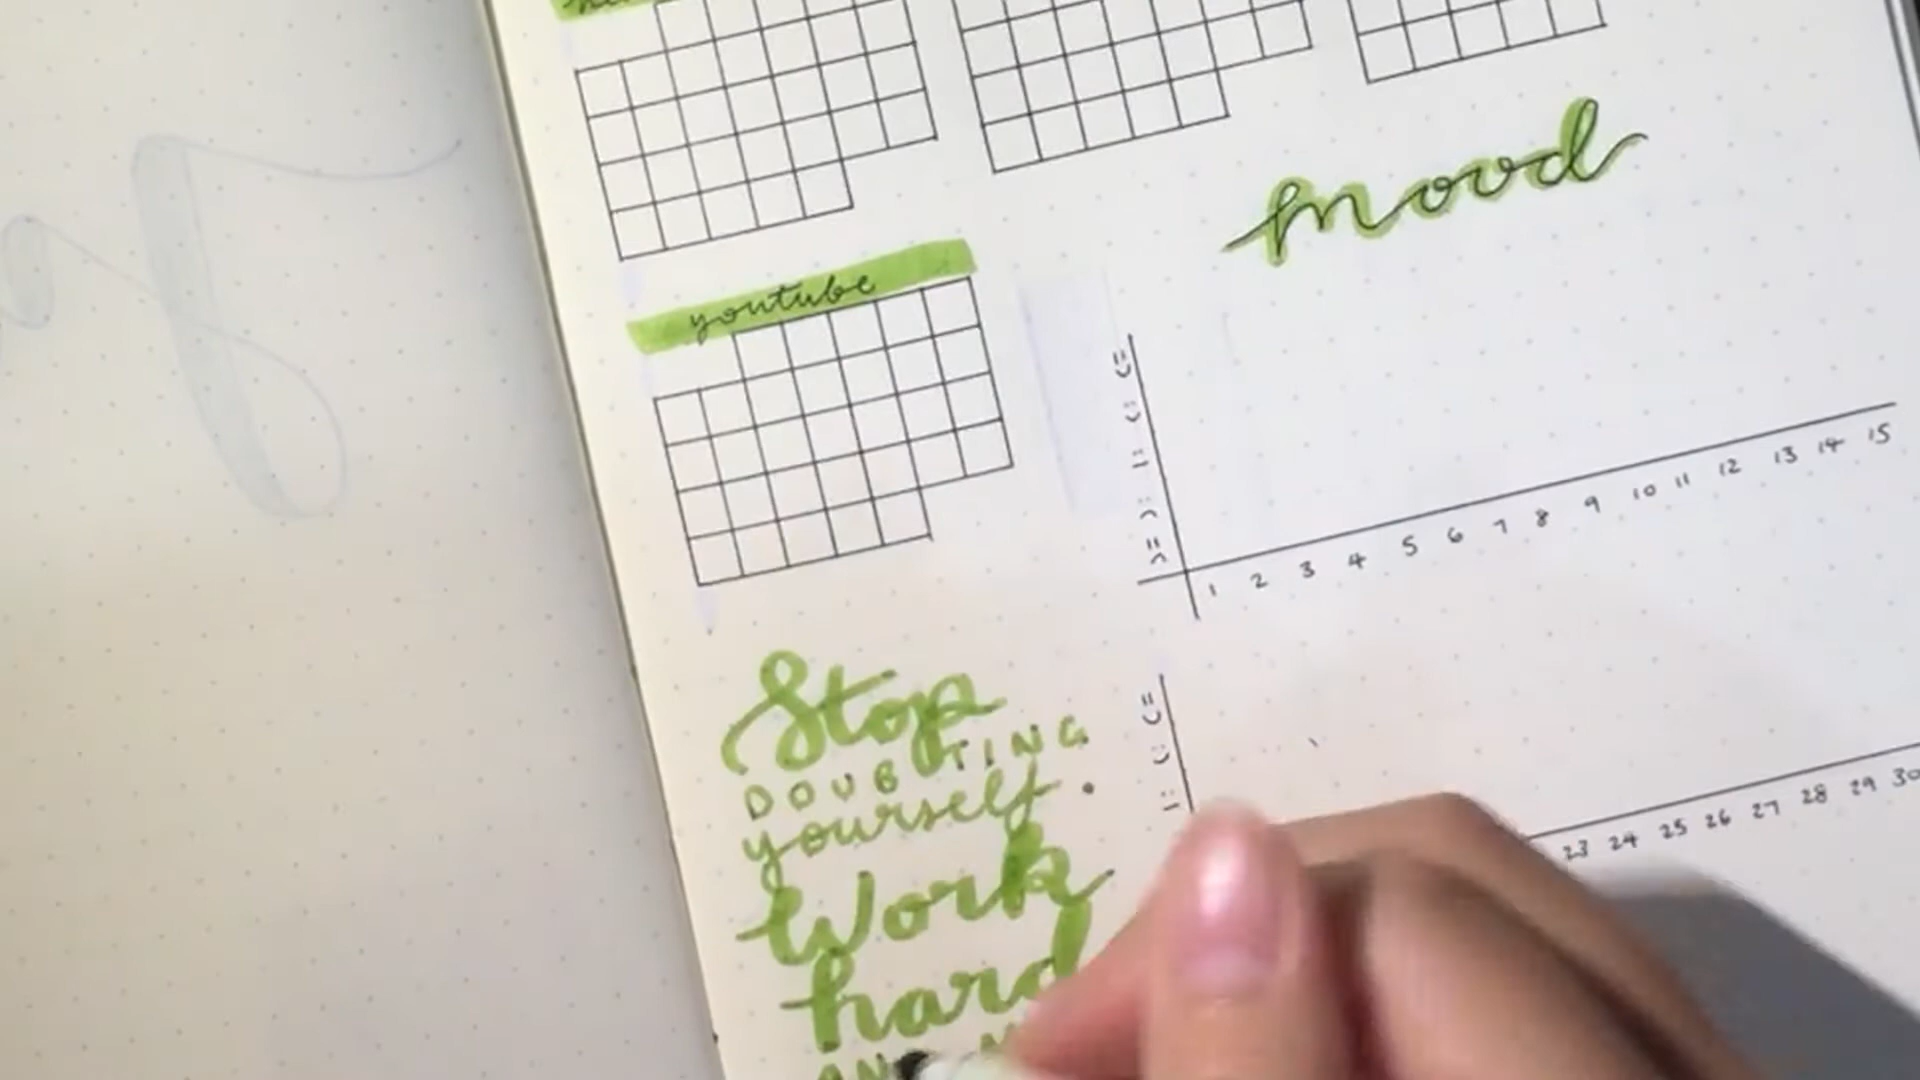 mood
youtube
=)
:)
:|
:(
=(
1 2 3 4 5 6 7 8 9 10 11 12 13 14 15
Stop
DOUBTING
yourself.
Work
hard
=)
:)
:|
23 24 25 26 27 28 29 30